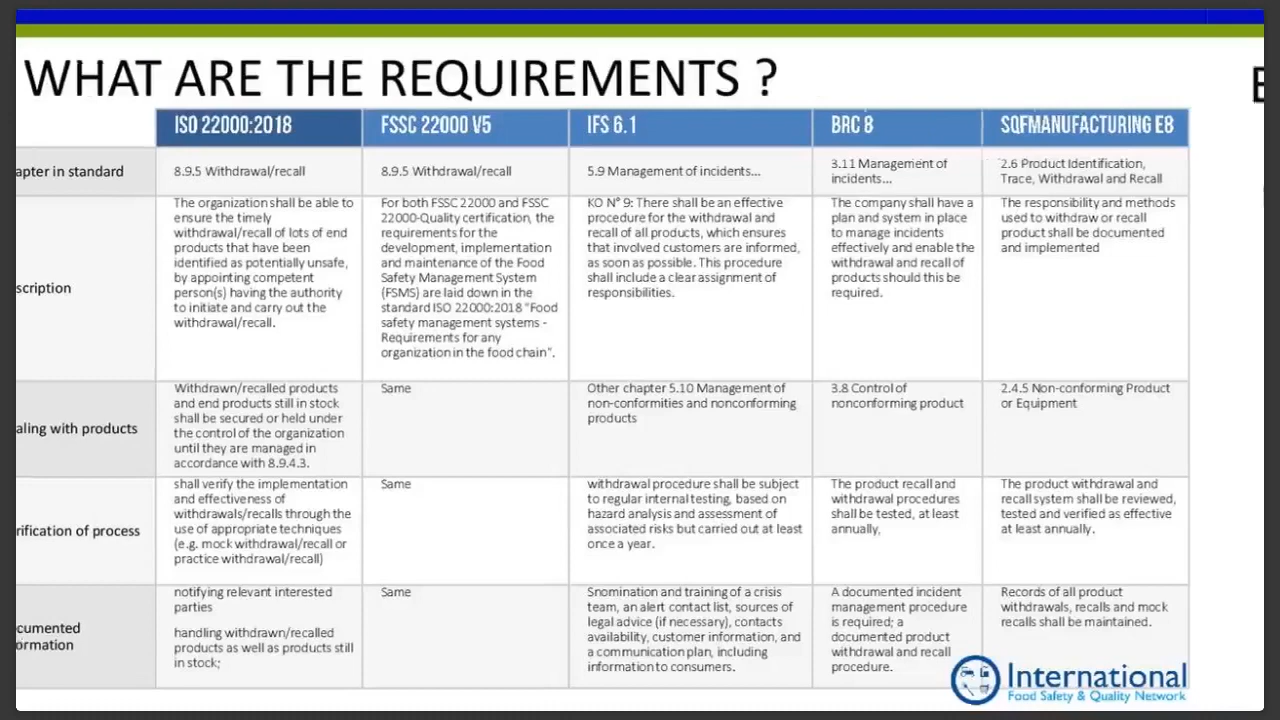 WHAT ARE THE REQUIREMENTS ?
E
ISO 22000:2018
FSSC 22000 V5
IFS 6.1
BRC 8
SQFMANUFACTURING E8
apter in standard
8.9.5 Withdrawal/recall
8.9.5 Withdrawal/recall
5.9 Management of incidents...
3.11 Management of
incidents...
2.6 Product Identification,
Trace, Withdrawal and Recall
scription
The organization shall be able to
ensure the timely
withdrawal/recall of lots of end
products that have been
identified as potentially unsafe,
by appointing competent
person(s) having the authority
to initiate and carry out the
withdrawal/recall.
For both FSSC 22000 and FSSC
22000-Quality certification, the
requirements for the
development, implementation
and maintenance of the Food
Safety Management System
(FSMS) are laid down in the
standard ISO 22000:2018 "Food
safety management systems -
Requirements for any
organization in the food chain".
KO N° 9: There shall be an effective
procedure for the withdrawal and
recall of all products, which ensures
that involved customers are informed,
as soon as possible. This procedure
shall include a clear assignment of
responsibilities.
The company shall have a
plan and system in place
to manage incidents
effectively and enable the
withdrawal and recall of
products should this be
required.
The responsibility and methods
used to withdraw or recall
product shall be documented
and implemented
aling with products
Withdrawn/recalled products
and end products still in stock
shall be secured or held under
the control of the organization
until they are managed in
accordance with 8.9.4.3.
Same
Other chapter 5.10 Management of
non-conformities and nonconforming
products
3.8 Control of
nonconforming product
2.4.5 Non-conforming Product
or Equipment
rification of process
shall verify the implementation
and effectiveness of
withdrawals/recalls through the
use of appropriate techniques
(e.g. mock withdrawal/recall or
practice withdrawal/recall)
Same
withdrawal procedure shall be subject
to regular internal testing, based on
hazard analysis and assessment of
associated risks but carried out at least
once a year.
The product recall and
withdrawal procedures
shall be tested, at least
annually,
The product withdrawal and
recall system shall be reviewed,
tested and verified as effective
at least annually.
cumented
ormation
notifying relevant interested
parties
handling withdrawn/recalled
products as well as products still
in stock;
Same
Snomination and training of a crisis
team, an alert contact list, sources of
legal advice (if necessary), contacts
availability, customer information, and
a communication plan, including
information to consumers.
A documented incident
management procedure
is required; a
documented product
withdrawal and recall
procedure.
Records of all product
withdrawals, recalls and mock
recalls shall be maintained.
International
Food Safety & Quality Network